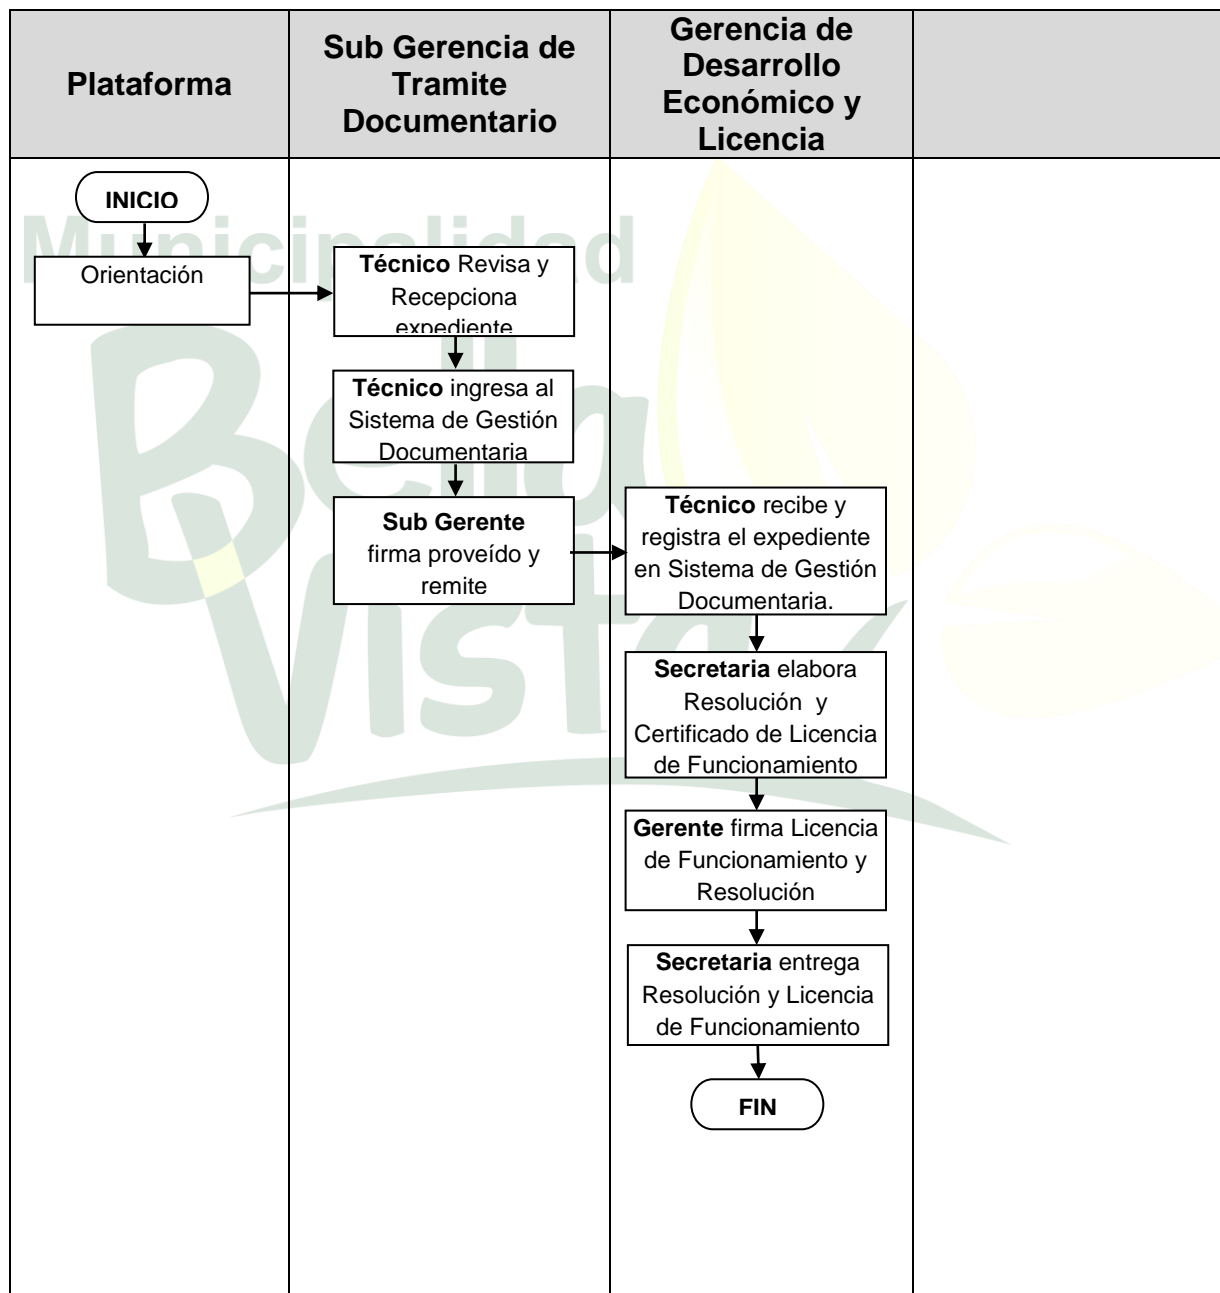 Plataforma
Sub Gerencia de
Tramite
Documentario
Gerencia de
Desarrollo
Económico y
Licencia
INICIO
Orientación
Técnico Revisa y
Recepciona
expediente
Técnico ingresa al
Sistema de Gestión
Documentaria
Sub Gerente
firma proveído y
remite
Técnico recibe y
registra el expediente
en Sistema de Gestión
Documentaria.
Secretaria elabora
Resolución y
Certificado de Licencia
de Funcionamiento
Gerente firma Licencia
de Funcionamiento y
Resolución
Secretaria entrega
Resolución y Licencia
de Funcionamiento
FIN
Municipalidad
Bella
Vista